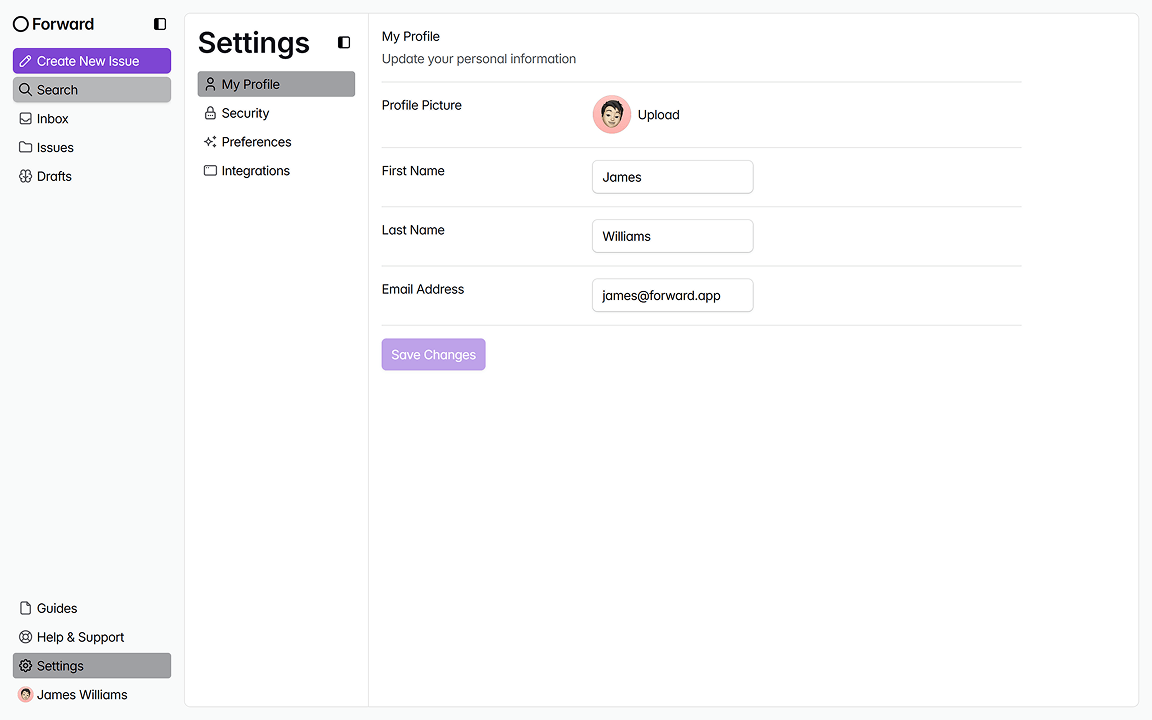 Forward
Create New Issue
Search
Inbox
Issues
Drafts
Guides
Help & Support
Settings
James Williams
Settings
My Profile
Security
Preferences
Integrations
My Profile
Update your personal information
Profile Picture
Upload
First Name
James
Last Name
Williams
Email Address
james@forward.app
Save Changes